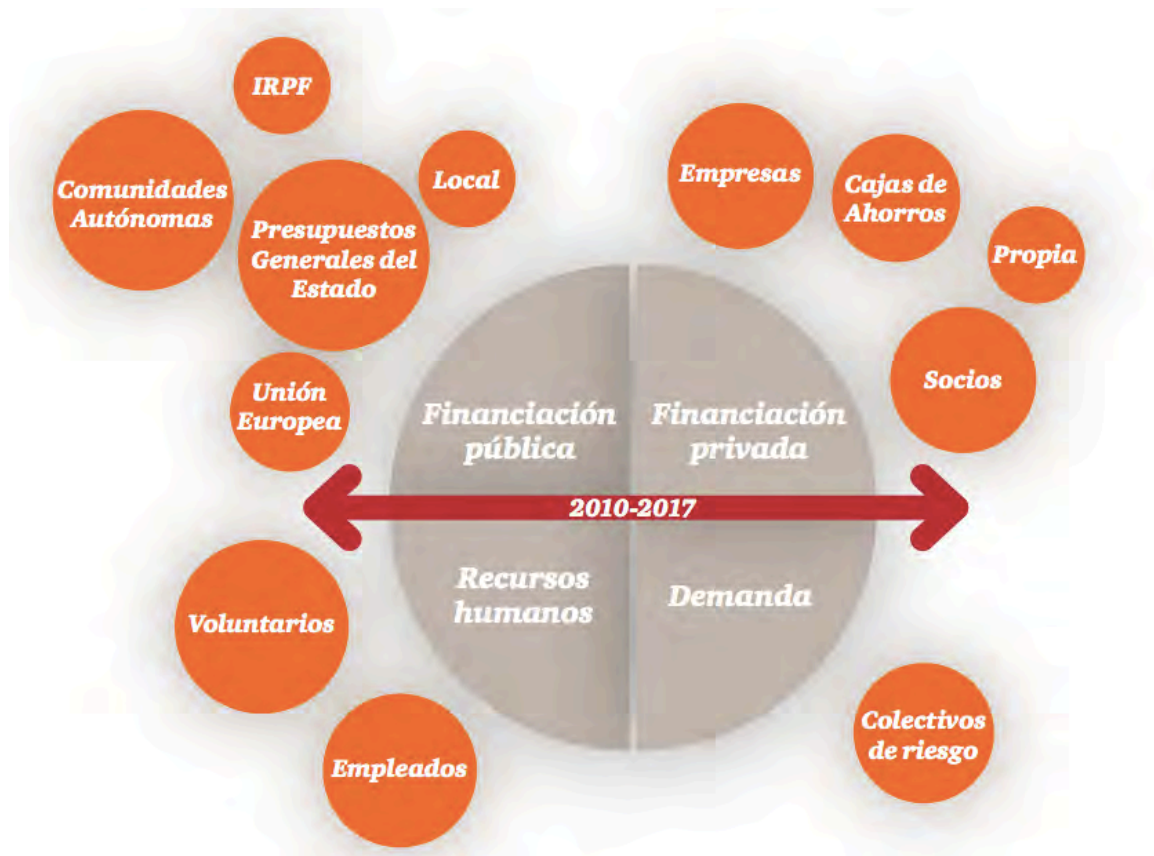 IRPF
Comunidades
Autónomas
Local
Presupuestos
Generales del
Estado
Unión
Europea
Empresas
Cajas de
Ahorros
Propia
Socios
Financiación
pública
Financiación
privada
2010-2017
Recursos
humanos
Demanda
Voluntarios
Empleados
Colectivos
de riesgo